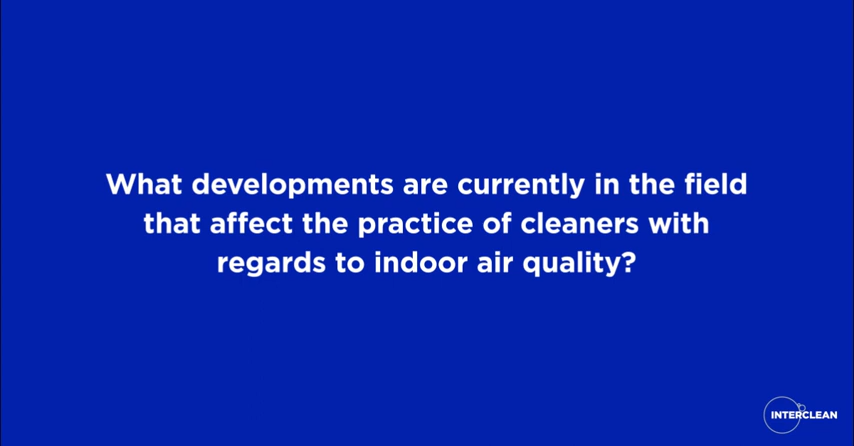 What developments are currently in the field
that affect the practice of cleaners with
regards to indoor air quality?
INTERCLEAN